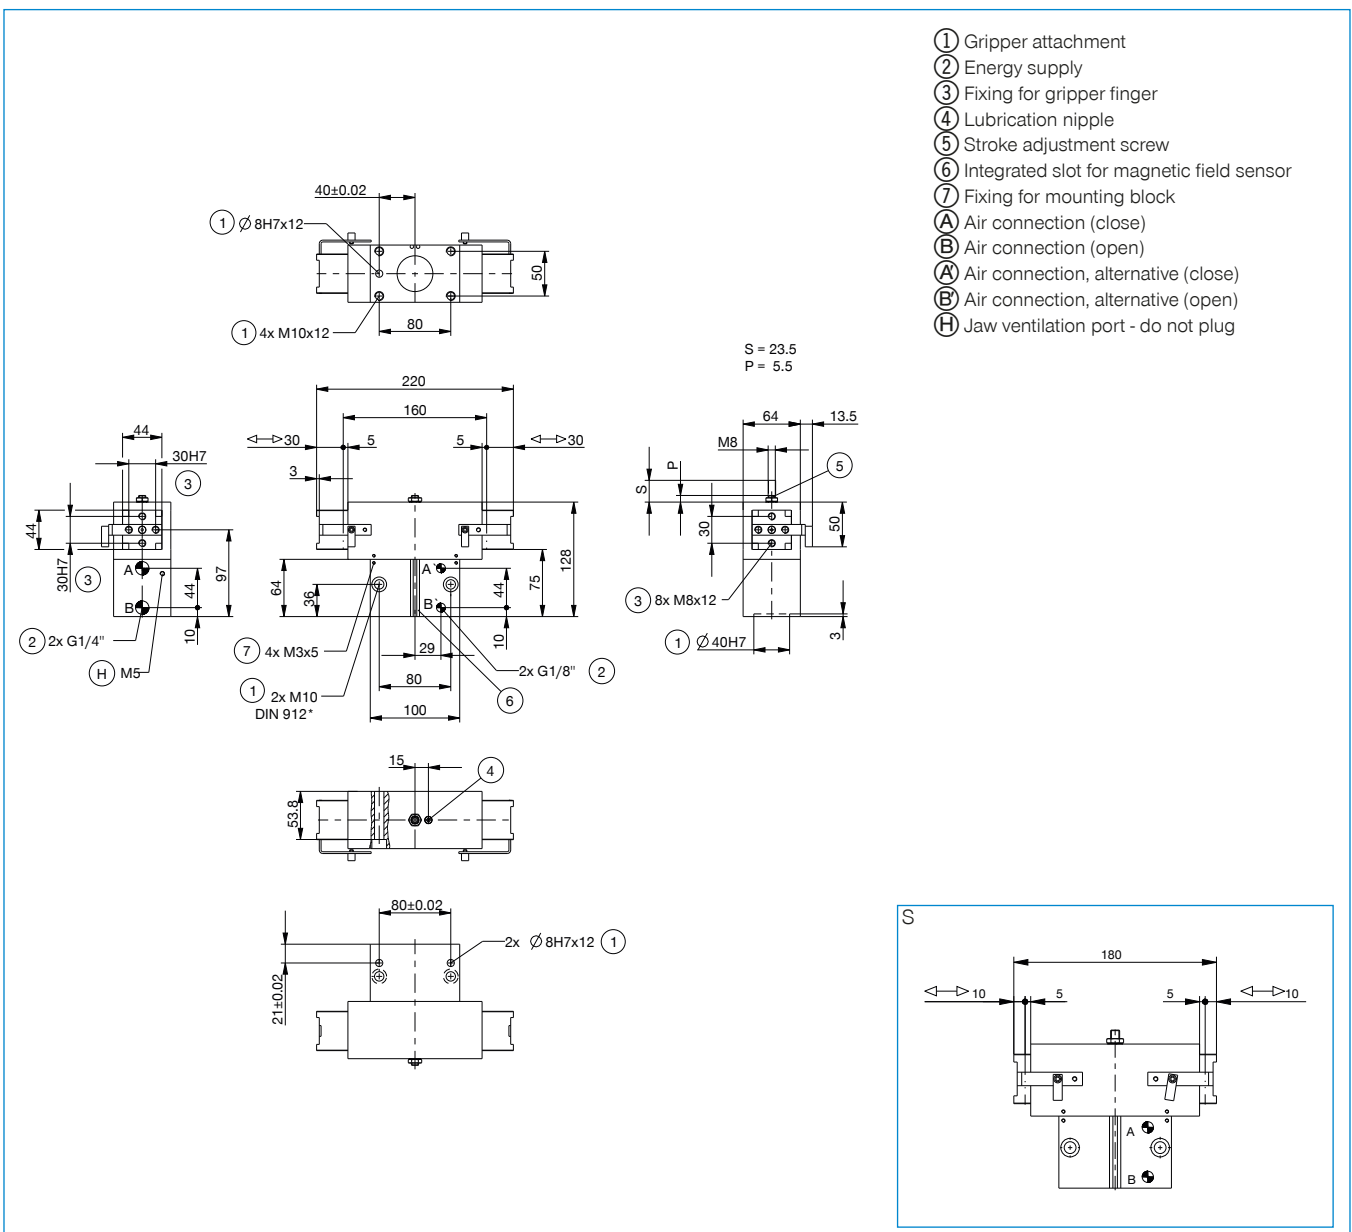 1 Gripper attachment
2 Energy supply
3 Fixing for gripper finger
4 Lubrication nipple
5 Stroke adjustment screw
6 Integrated slot for magnetic field sensor
7 Fixing for mounting block
A Air connection (close)
B Air connection (open)
A' Air connection, alternative (close)
B' Air connection, alternative (open)
H Jaw ventilation port - do not plug
40±0.02
1 Ø 8H7x12
50
1 4x M10x12
80
S = 23.5
P = 5.5
220
160
30
5
5
30
3
44
30H7
3
44
30H7
3
97
A
44
B
10
2 2x G1/4"
H M5
64
36
A`
B`
44
10
75
128
7 4x M3x5
29
2x G1/8" 2
1 2x M10
DIN 912*
80
6
100
64
13.5
M8
P
S
5
30
50
3 8x M8x12
1 Ø 40H7
3
15
4
53.8
80±0.02
2x Ø 8H7x12 1
21±0.02
S
180
10
5
5
10
A
B